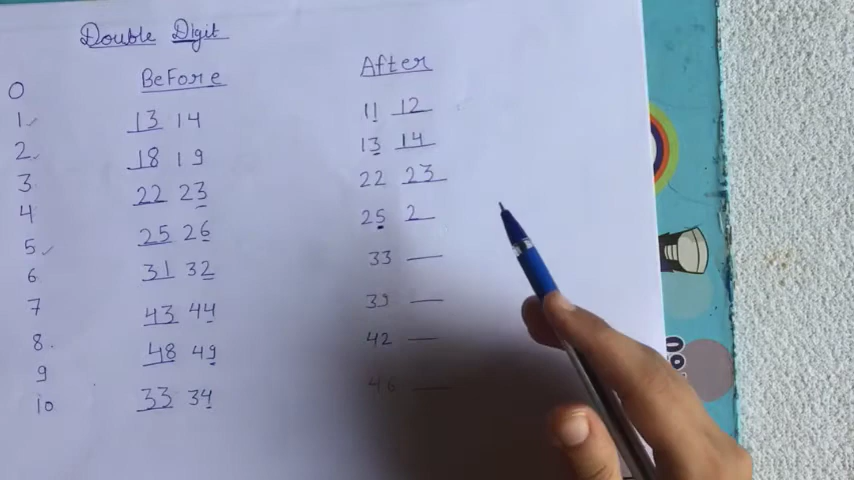 Double Digit
0 Before After
1 13 14 11 12
2 18 19 13 14
3 22 23 22 23
4 25 26 25 2
5 31 32 33
6 43 44 39
7 48 49 42
8 33 34 46
9
10